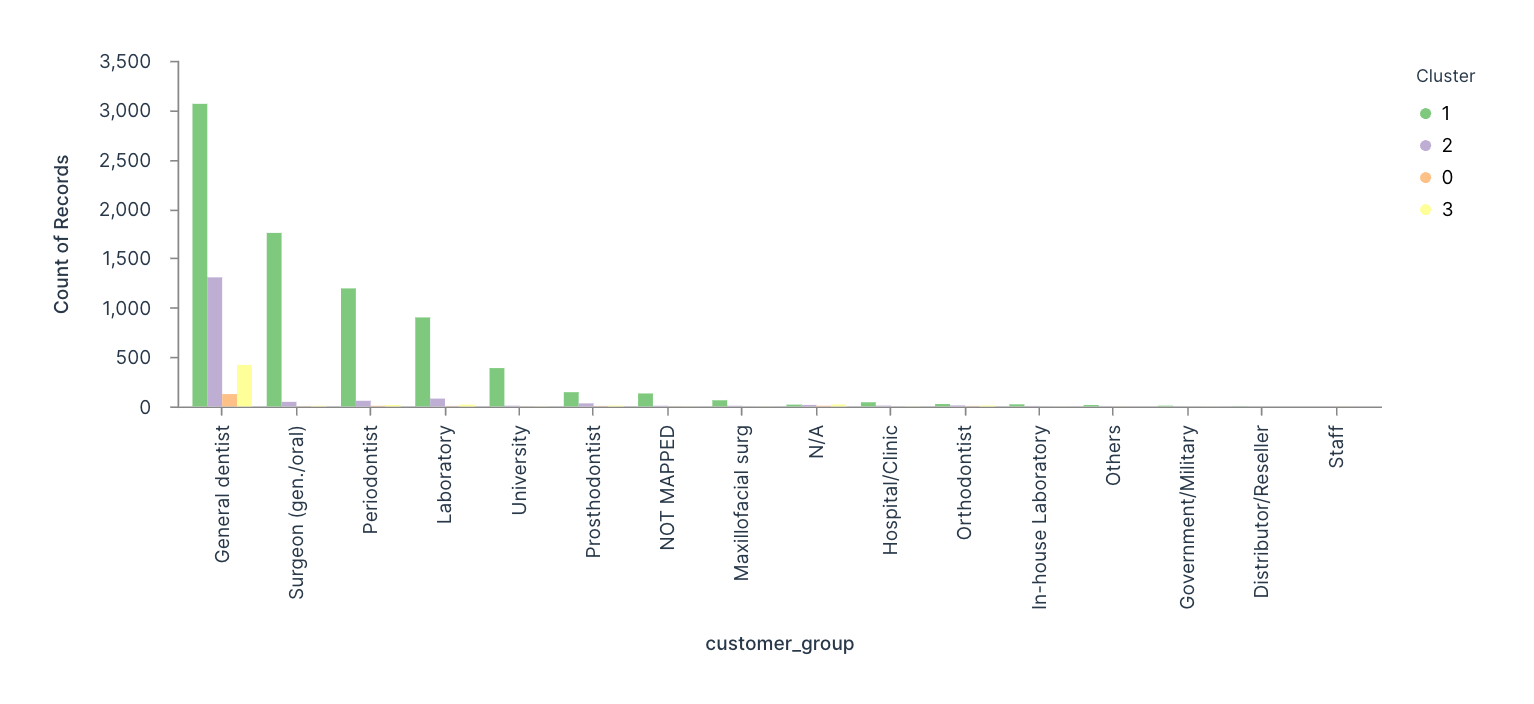 3,500
3,000
2,500
2,000
1,500
1,000
500
0
Count of Records
General dentist
Surgeon (gen./oral)
Periodontist
Laboratory
University
Prosthodontist
NOT MAPPED
Maxillofacial surg
N/A
Hospital/Clinic
Orthodontist
In-house Laboratory
Others
Government/Military
Distributor/Reseller
Staff
customer_group
Cluster
1
2
0
3